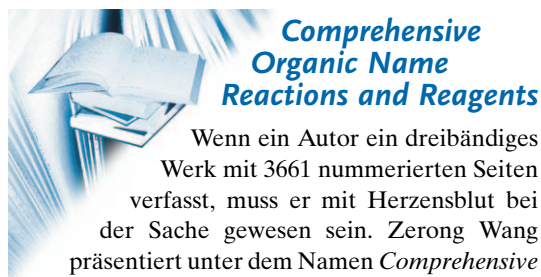 Comprehensive
Organic Name
Reactions and Reagents
Wenn ein Autor ein dreibändiges
Werk mit 3661 nummerierten Seiten
verfasst, muss er mit Herzensblut bei
der Sache gewesen sein. Zerong Wang
präsentiert unter dem Namen Comprehensive